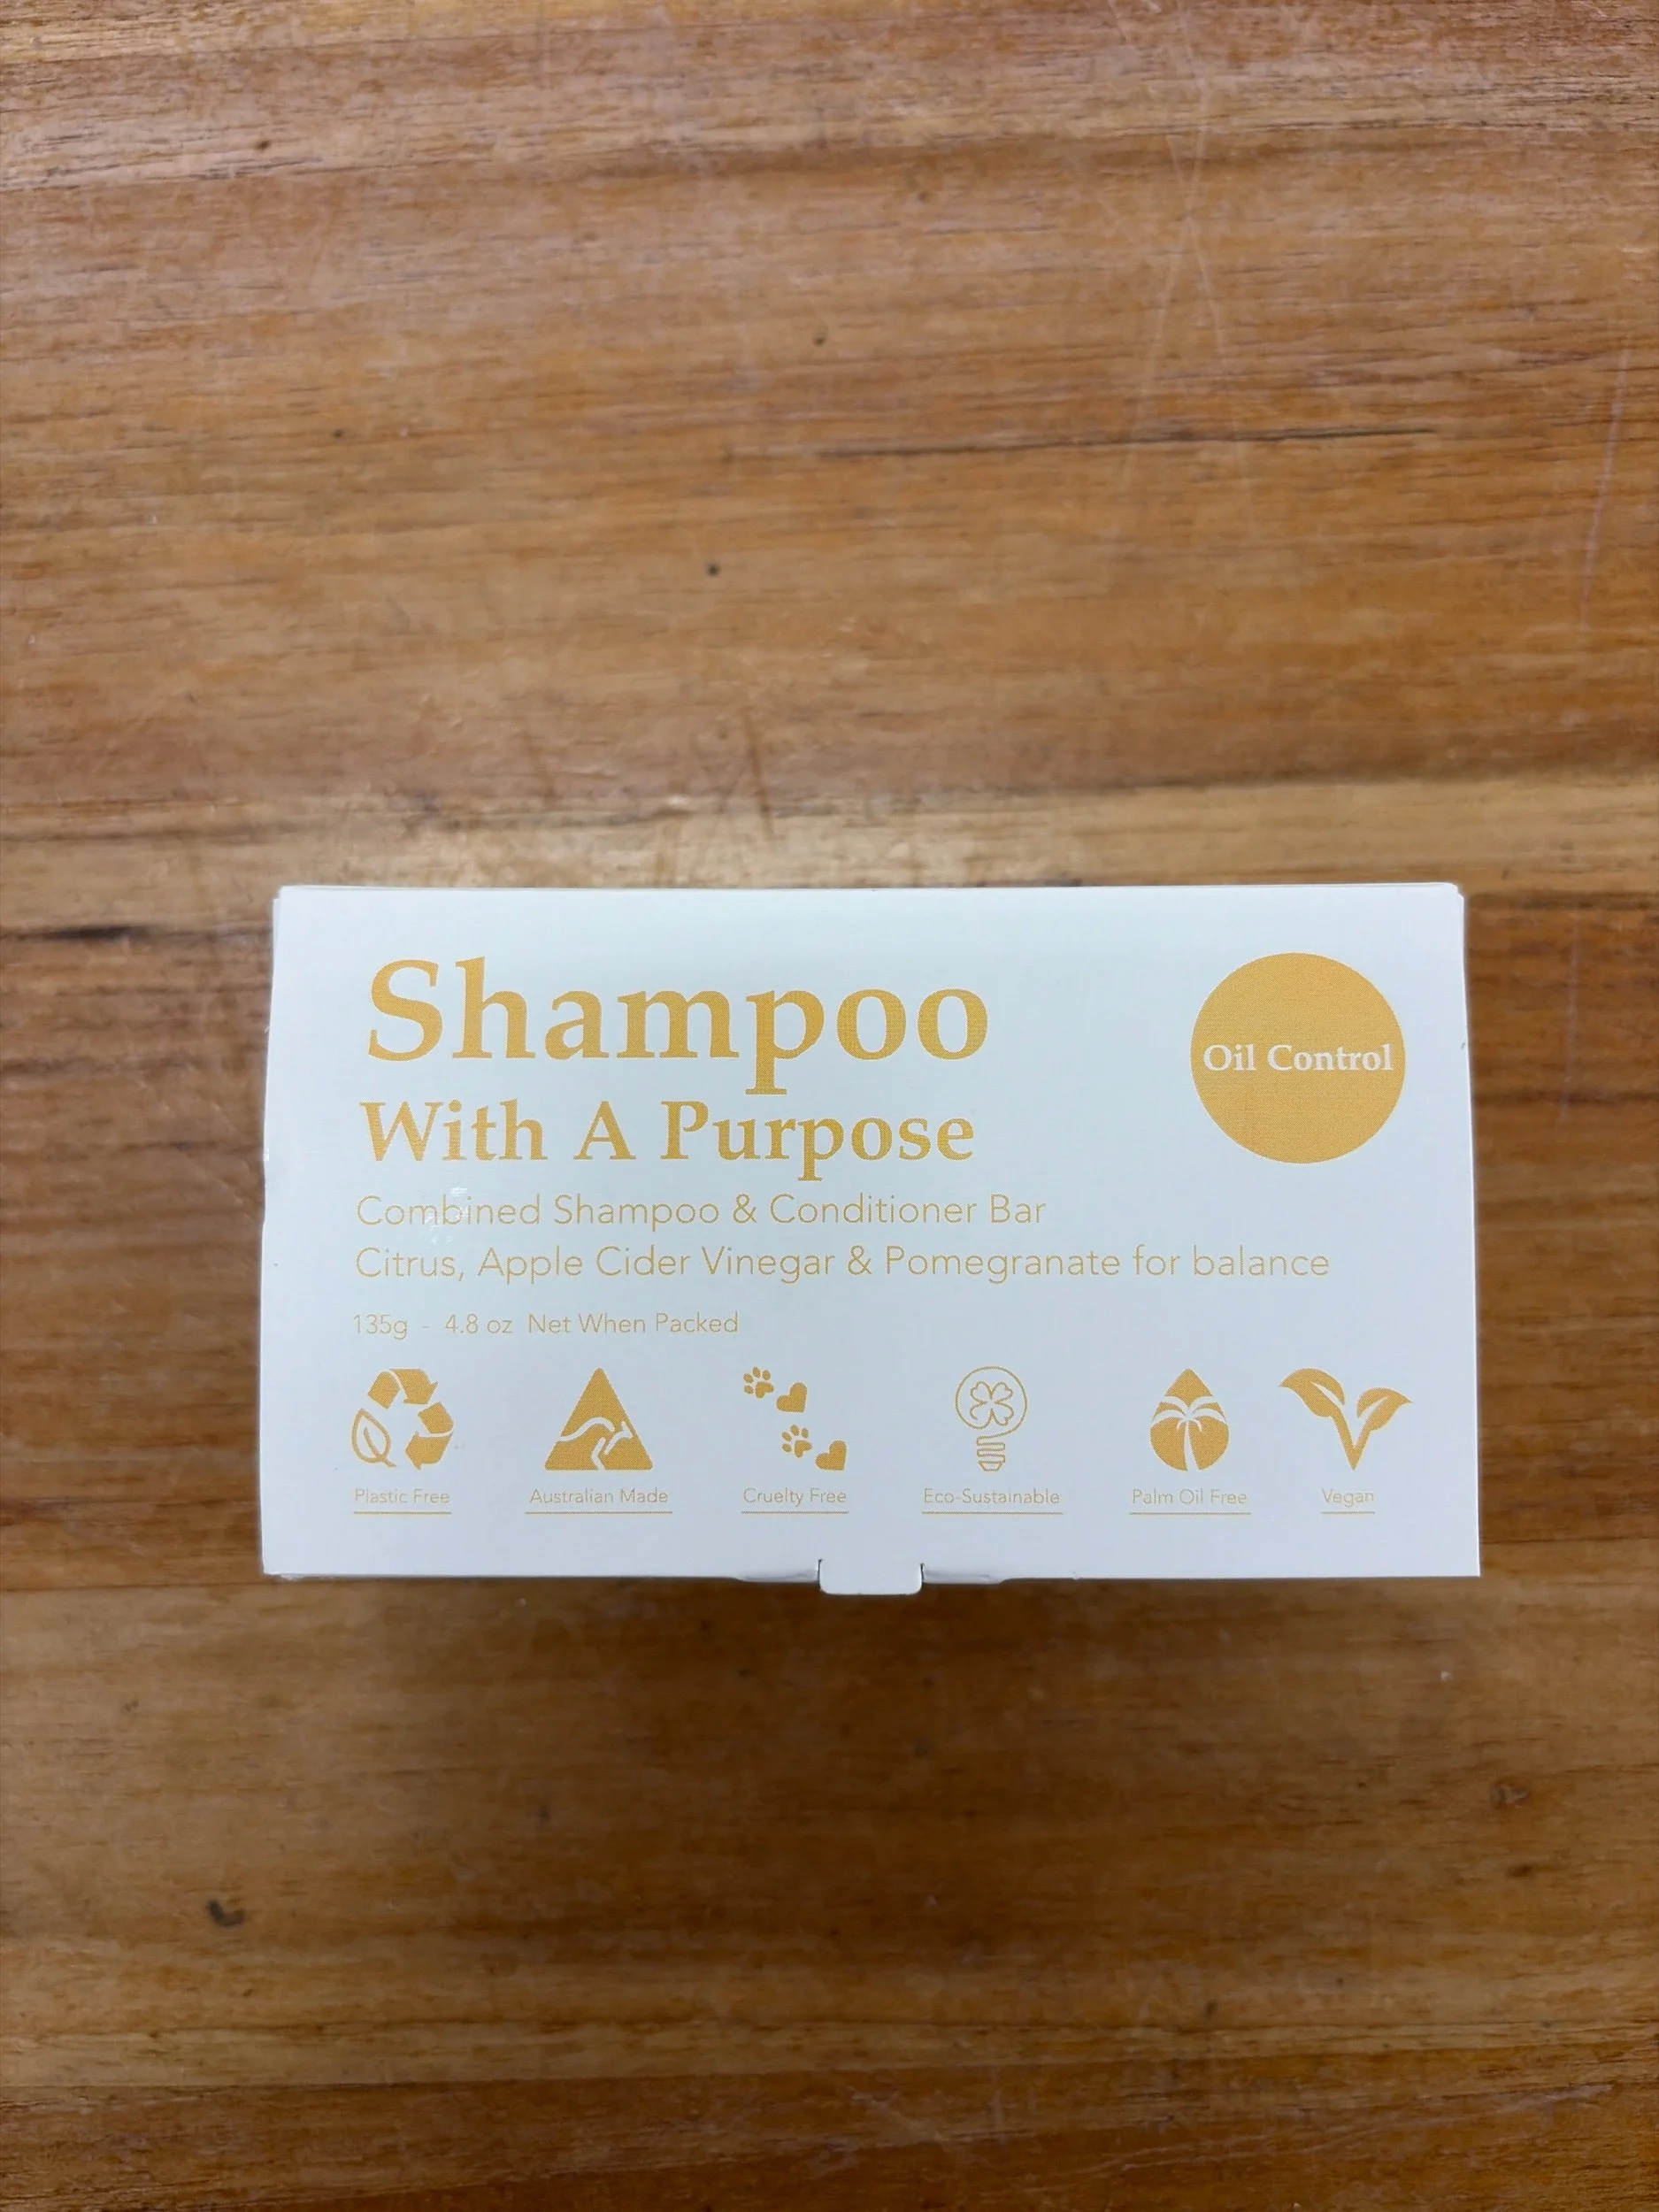 Shampoo
With A Purpose
Oil Control
Combined Shampoo & Conditioner Bar
Citrus, Apple Cider Vinegar & Pomegranate for balance
135g - 4.8 oz Net When Packed
Plastic Free
Australian Made
Cruelty Free
Eco-Sustainable
Palm Oil Free
Vegan